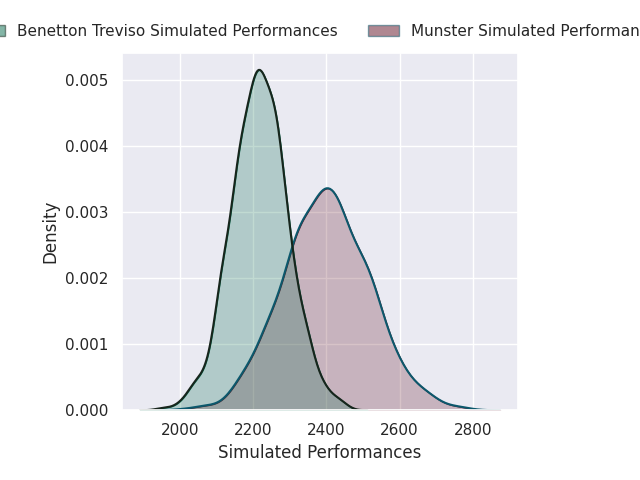 Benetton Treviso Simulated Performances
Munster Simulated Performan
0.005
0.004
0.003
0.002
0.001
0.000
Density
2000 2200 2400 2600 2800
Simulated Performances